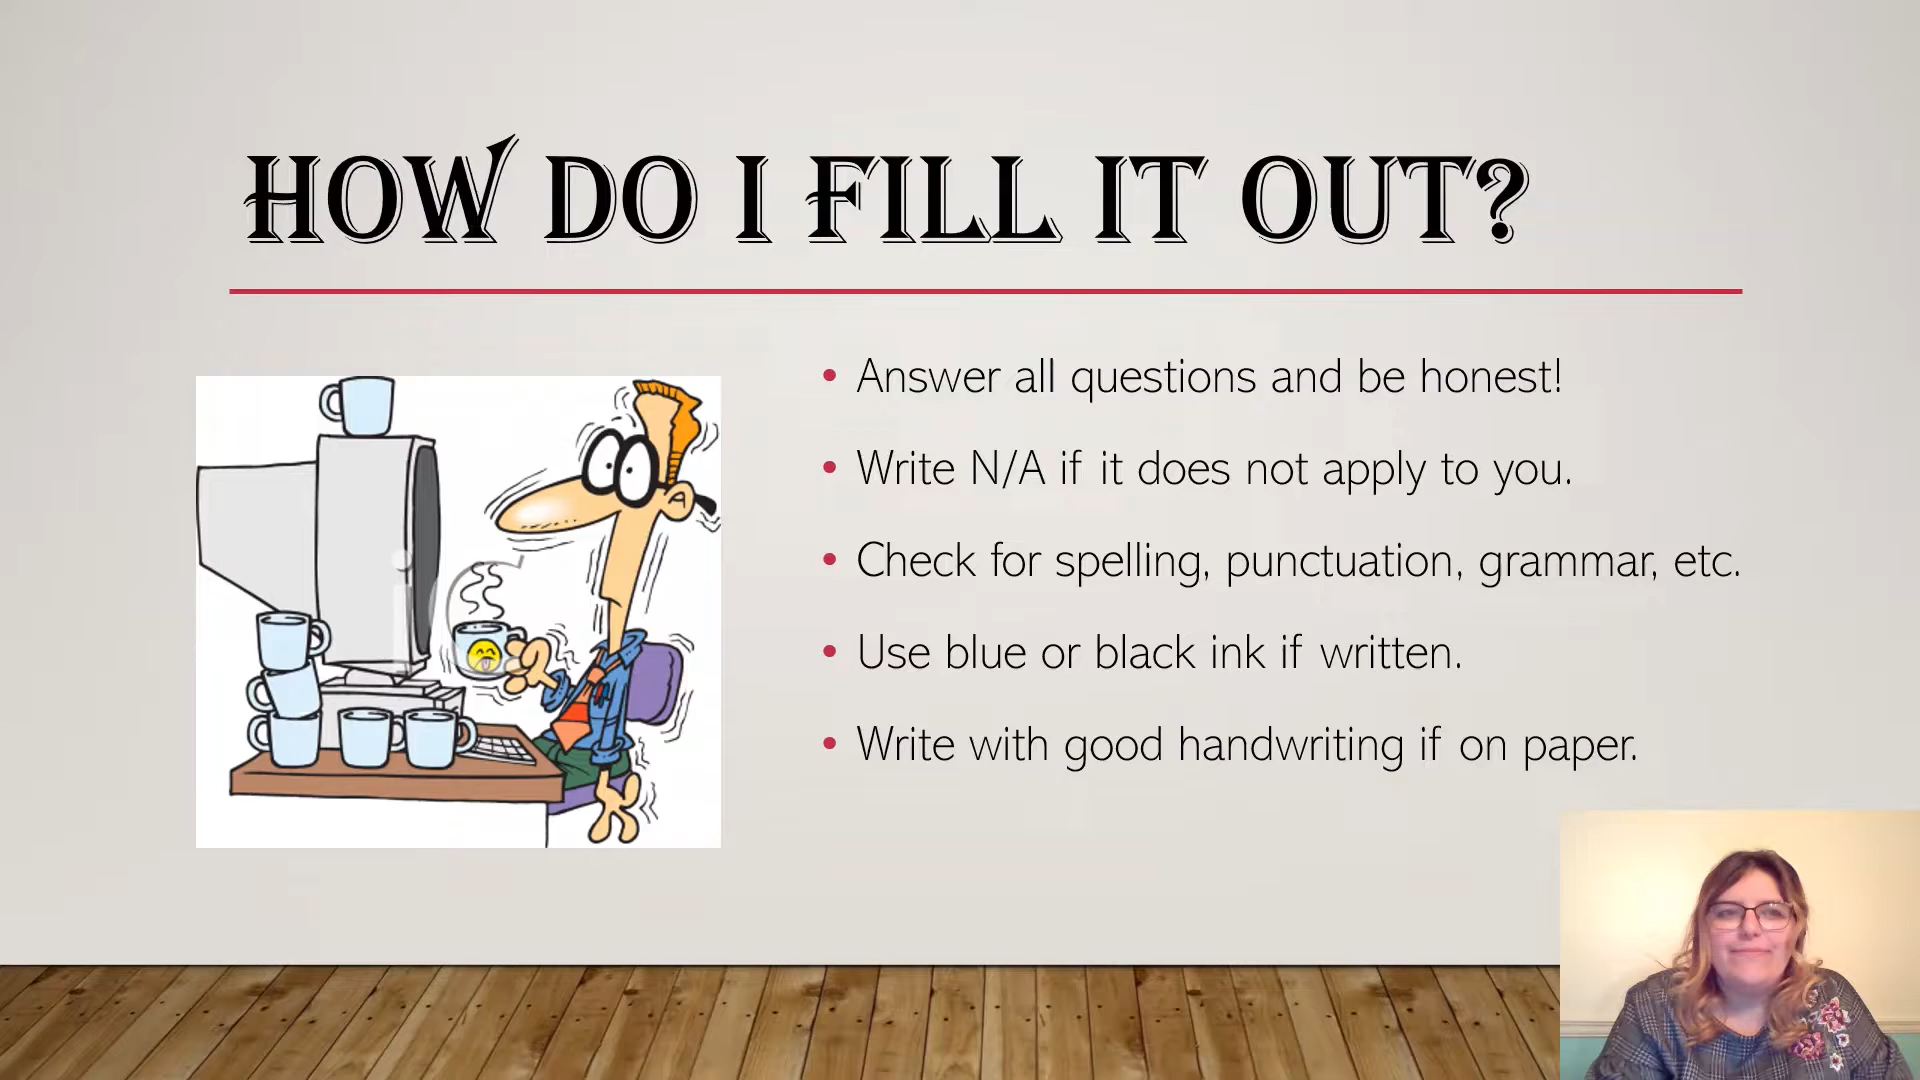 HOW DO I FILL IT OUT?
• Answer all questions and be honest!
• Write N/A if it does not apply to you.
• Check for spelling, punctuation, grammar, etc.
• Use blue or black ink if written.
• Write with good handwriting if on paper.